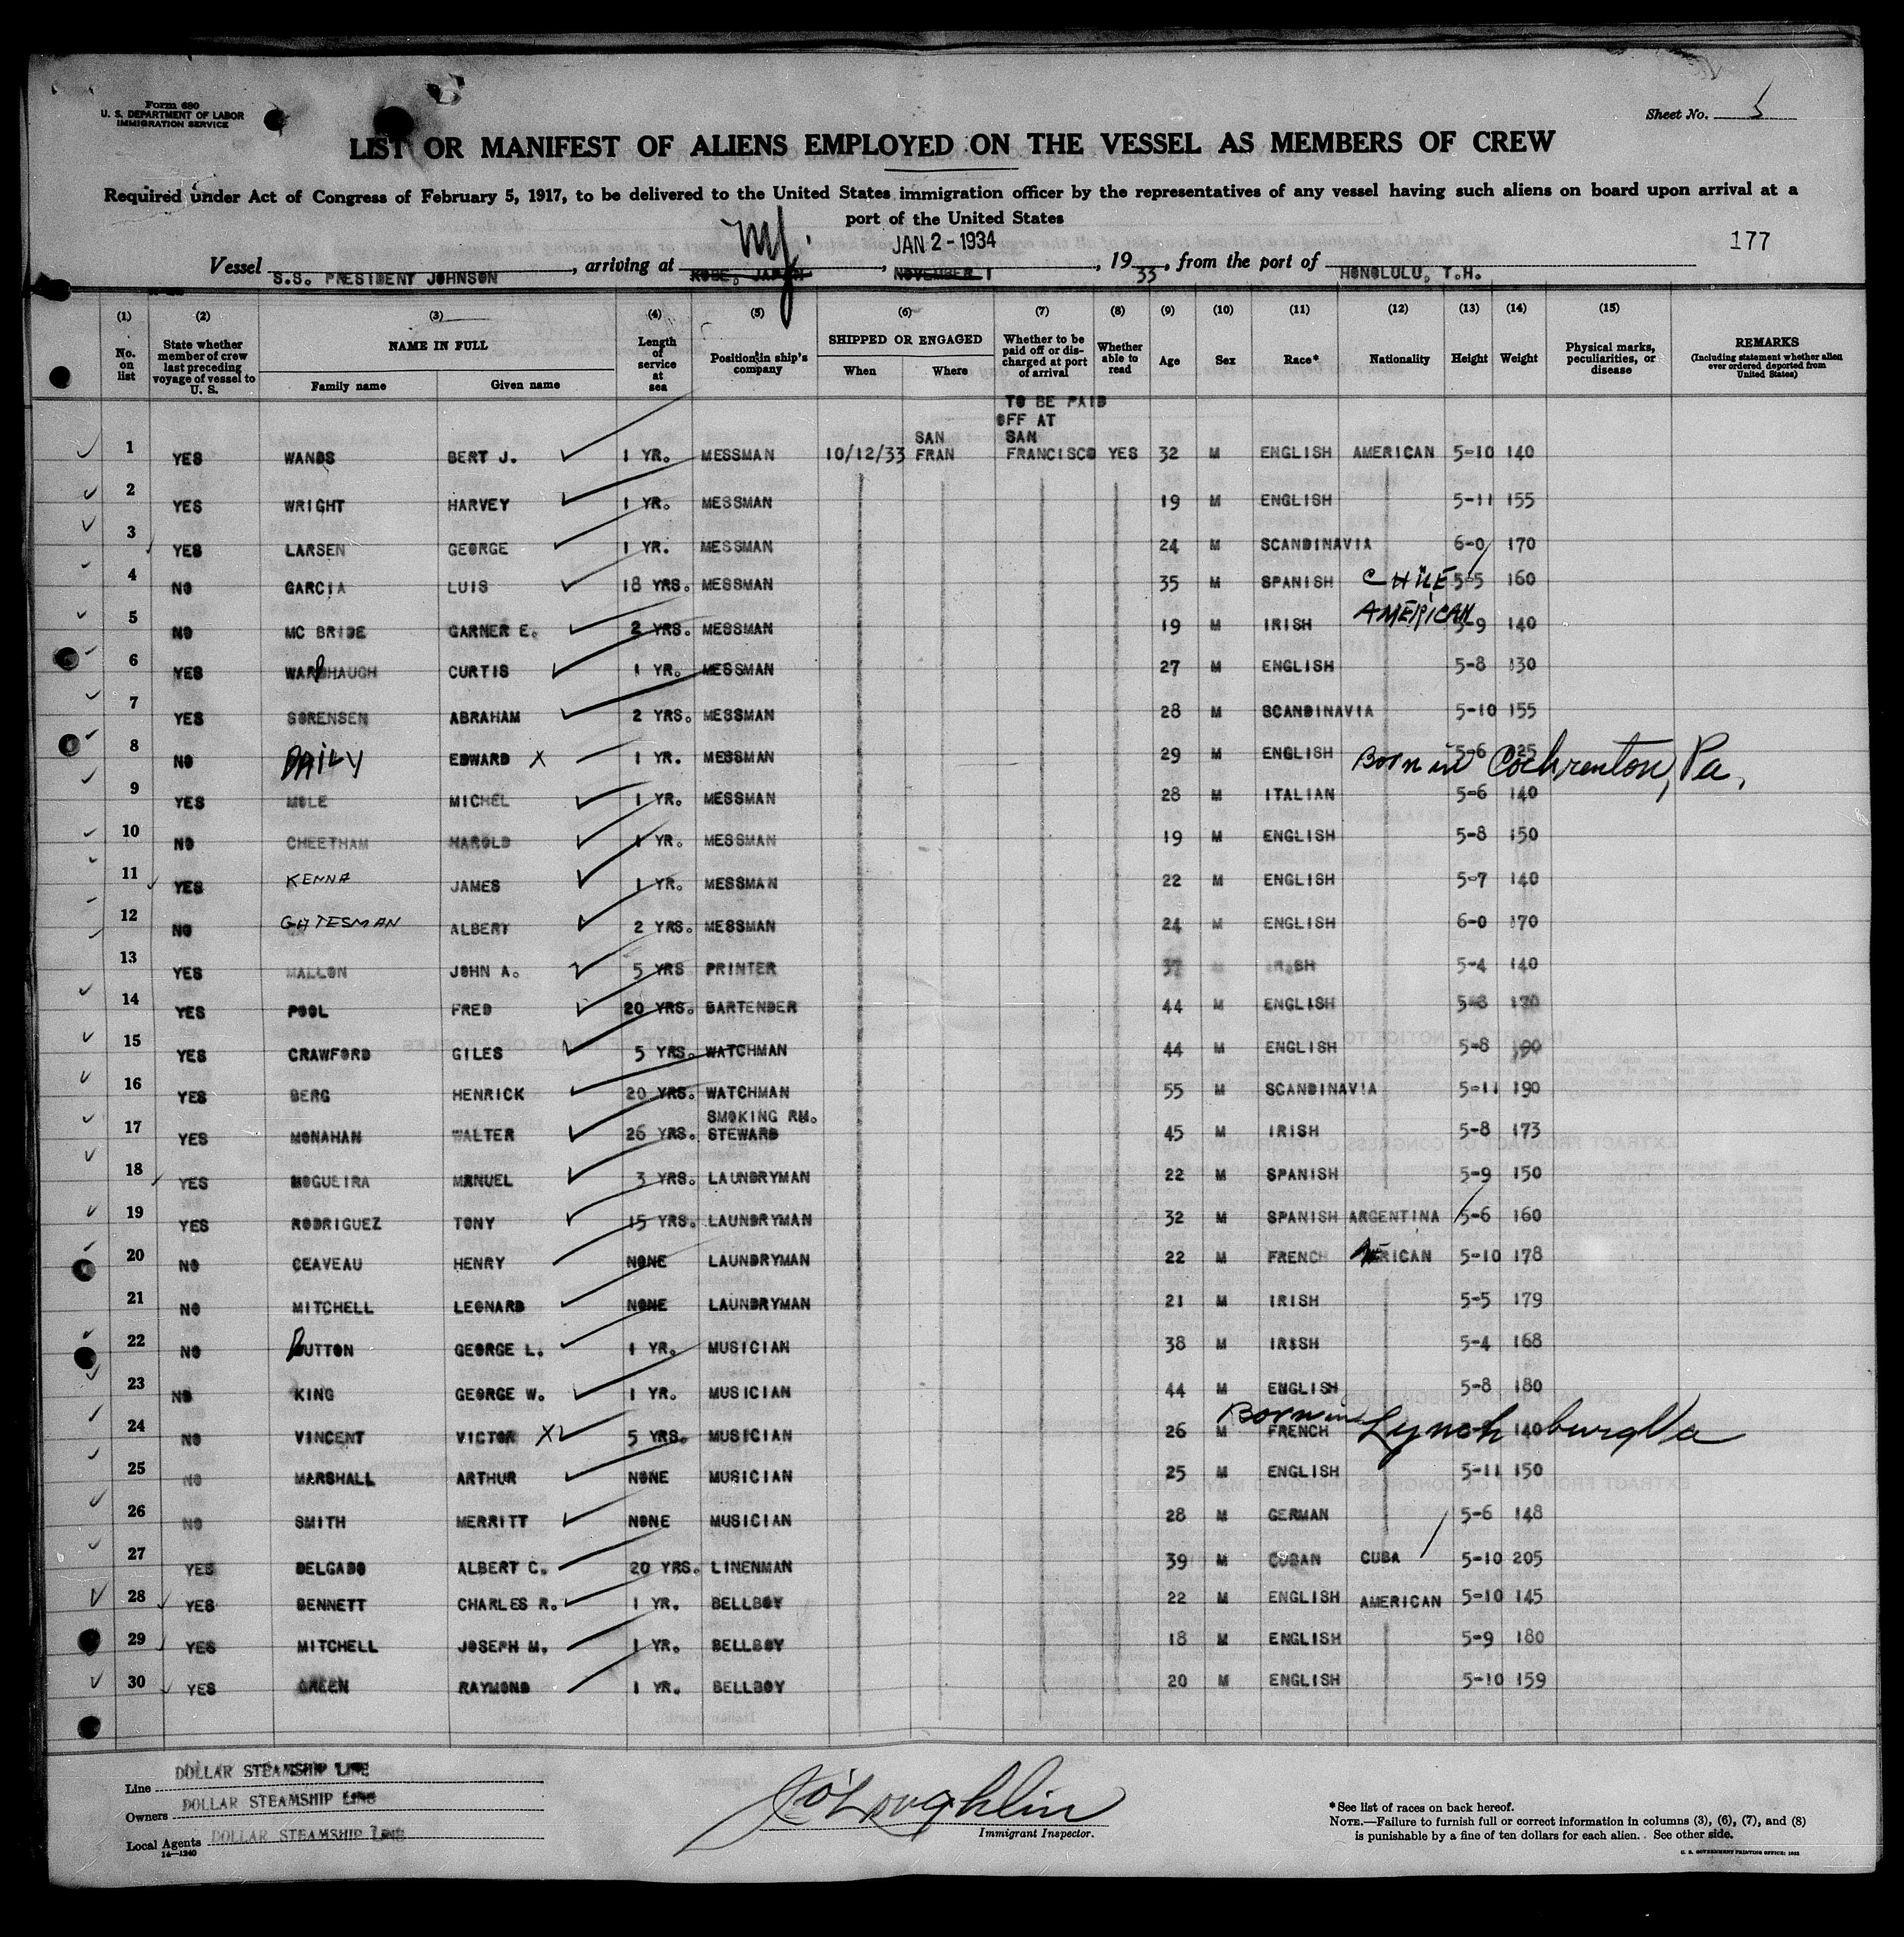 Form 680
U. S. DEPARTMENT OF LABOR
IMMIGRATION SERVICE
Sheet No.
LIST OR MANIFEST OF ALIENS EMPLOYED ON THE VESSEL AS MEMBERS OF CREW
Required under Act of Congress of February 5, 1917, to be delivered to the United States immigration officer by the representatives of any vessel having such aliens on board upon arrival at a
port of the United States
JAN 2 - 1934
177
Vessel S.S. PRESIDENT JOHNSON, arriving at KOBE, JAPAN, NOVEMBER 1, 1933, from the port of HONOLULU, T.H.
(1) (2) (3) (4) (5) (6) (7) (8) (9) (10) (11) (12) (13) (14) (15)
No. on list State whether member of crew last preceding voyage of vessel to U. S. NAME IN FULL Family name Given name Length of service at sea Position in ship's company SHIPPED OR ENGAGED When Where Whether to be paid off or discharged at port of arrival Whether able to read Age Sex Race* Nationality Height Weight Physical marks, peculiarities, or disease REMARKS (Including statement whether alien ever ordered deported from United States)
TO BE PAID
OFF AT
SAN SAN
1 YES WANDS BERT J. 1 YR. MESSMAN 10/12/33 FRAN FRANCISCO YES 32 M ENGLISH AMERICAN 5-10 140
2 YES WRIGHT HARVEY 1 YR. MESSMAN 19 M ENGLISH 5-11 155
3 YES LARSEN GEORGE 1 YR. MESSMAN 24 M SCANDINAVIA 6-0 170
4 NO GARCIA LUIS 18 YRS. MESSMAN 35 M SPANISH CHILE 5-5 160
5 NO MC BRIDE GARNER E. 2 YRS. MESSMAN 19 M IRISH AMERICAN 5-9 140
6 YES CURTIS 1 YR. MESSMAN 27 M ENGLISH 5-8 130
7 YES SORENSEN ABRAHAM 2 YRS. MESSMAN 28 M SCANDINAVIA 5-10 155
8 NO DAILY EDWARD X 1 YR. MESSMAN 29 M ENGLISH 5-6 125 Born in Cochrenton, Pa.
9 YES MOLE MICHEL 1 YR. MESSMAN 28 M ITALIAN 5-6 140
10 NO CHEETHAM HAROLD 1 YR. MESSMAN 19 M ENGLISH 5-8 150
11 YES KENNA JAMES 1 YR. MESSMAN 22 M ENGLISH 5-7 140
12 NO GATESMAN ALBERT 2 YRS. MESSMAN 24 M ENGLISH 6-0 170
13 YES MALLON JOHN A. 5 YRS PRINTER 37 M IRISH 5-4 140
14 YES POOL FRED 20 YRS. BARTENDER 44 M ENGLISH 5-8 170
15 YES CRAWFORD GILES 5 YRS. WATCHMAN 44 M ENGLISH 5-8 190
16 YES BERG HENRICK 20 YRS. WATCHMAN 55 M SCANDINAVIA 5-11 190
SMOKING RM.
17 YES MONAHAN WALTER 26 YRS. STEWARD 45 M IRISH 5-8 173
18 YES NOGUEIRA MANUEL 3 YRS. LAUNDRYMAN 22 M SPANISH 5-9 150
19 YES RODRIGUEZ TONY 15 YRS. LAUNDRYMAN 32 M SPANISH ARGENTINA 5-6 160
20 NO CEAVEAU HENRY NONE LAUNDRYMAN 22 M FRENCH AMERICAN 5-10 178
21 NO MITCHELL LEONARD NONE LAUNDRYMAN 21 M IRISH 5-5 179
22 NO GEORGE L. 1 YR. MUSICIAN 38 M IRISH 5-4 168
23 NO KING GEORGE W. 1 YR. MUSICIAN 44 M ENGLISH 5-8 180
24 NO VINCENT VICTOR X 5 YRS. MUSICIAN 26 M FRENCH 140 Born in Lynchburg Va
25 NO MARSHALL ARTHUR NONE MUSICIAN 25 M ENGLISH 5-11 150
26 NO SMITH MERRITT NONE MUSICIAN 28 M GERMAN 5-6 148
27 YES DELGADO ALBERT C. 20 YRS. LINENMAN 39 M CUBAN CUBA 5-10 205
28 YES BENNETT CHARLES R. 1 YR. BELLBOY 22 M ENGLISH AMERICAN 5-10 145
29 YES MITCHELL JOSEPH M. 1 YR. BELLBOY 18 M ENGLISH 5-9 180
30 YES GREEN RAYMOND 1 YR. BELLBOY 20 M ENGLISH 5-10 159
Line DOLLAR STEAMSHIP LINE
Owners DOLLAR STEAMSHIP LINE
Local Agents DOLLAR STEAMSHIP LINE
14—1240
J O'Loughlin
Immigrant Inspector.
*See list of races on back hereof.
NOTE.—Failure to furnish full or correct information in columns (3), (6), (7), and (8)
is punishable by a fine of ten dollars for each alien. See other side.
U. S. GOVERNMENT PRINTING OFFICE: 1932